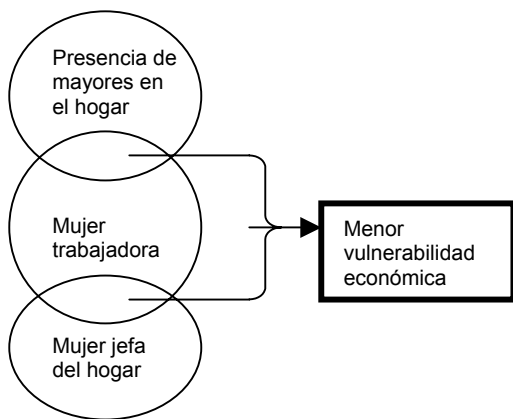 Presencia de
mayores en
el hogar
Mujer
trabajadora
Menor
vulnerabilidad
económica
Mujer jefa
del hogar